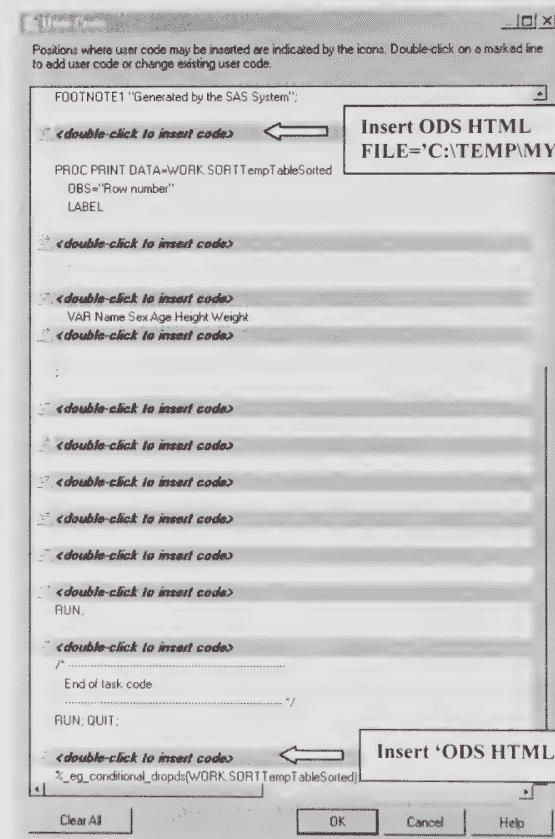 User Code
Positions where user code may be inserted are indicated by the icons. Double-click on a marked line
to add user code or change existing user code.
FOOTNOTE1 "Generated by the SAS System";
<double-click to insert code>
Insert ODS HTML
FILE='C:\TEMP\MY
PROC PRINT DATA=WORK.SORTTempTableSorted
OBS="Row number"
LABEL
<double-click to insert code>
<double-click to insert code>
VAR Name Sex Age Height Weight
<double-click to insert code>
;
<double-click to insert code>
<double-click to insert code>
<double-click to insert code>
<double-click to insert code>
<double-click to insert code>
<double-click to insert code>
RUN;
<double-click to insert code>
/* -------------------------------------------------------
End of task code.
------------------------------------------------------- */
RUN; QUIT;
<double-click to insert code>
Insert 'ODS HTML
%_eg_conditional_dropds(WORK.SORTTempTableSorted)
Clear All
OK
Cancel
Help